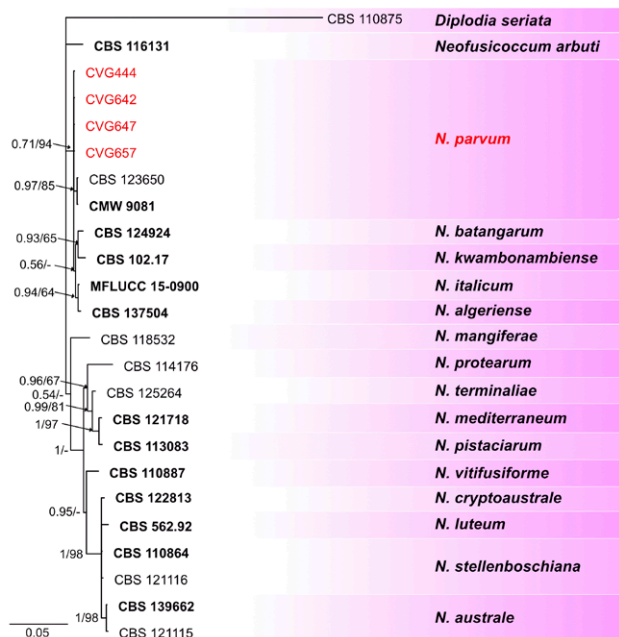 CBS 110875 Diplodia seriata
CBS 116131 Neofusicoccum arbuti
CVG444
CVG642
CVG647
0.71/94 N. parvum
CVG657
CBS 123650
0.97/85
CMW 9081
CBS 124924 N. batangarum
0.93/65
CBS 102.17 N. kwambonambiense
0.56/-
MFLUCC 15-0900 N. italicum
0.94/64
CBS 137504 N. algeriense
CBS 118532 N. mangiferae
CBS 114176 N. protearum
0.96/67
0.54/- CBS 125264 N. terminaliae
0.99/81
CBS 121718 N. mediterraneum
1/97
CBS 113083 N. pistaciarum
1/-
CBS 110887 N. vitifusiforme
CBS 122813 N. cryptoaustrale
0.95/-
CBS 562.92 N. luteum
CBS 110864
1/98 N. stellenboschiana
CBS 121116
CBS 139662
1/98 N. australe
0.05 CBS 121115